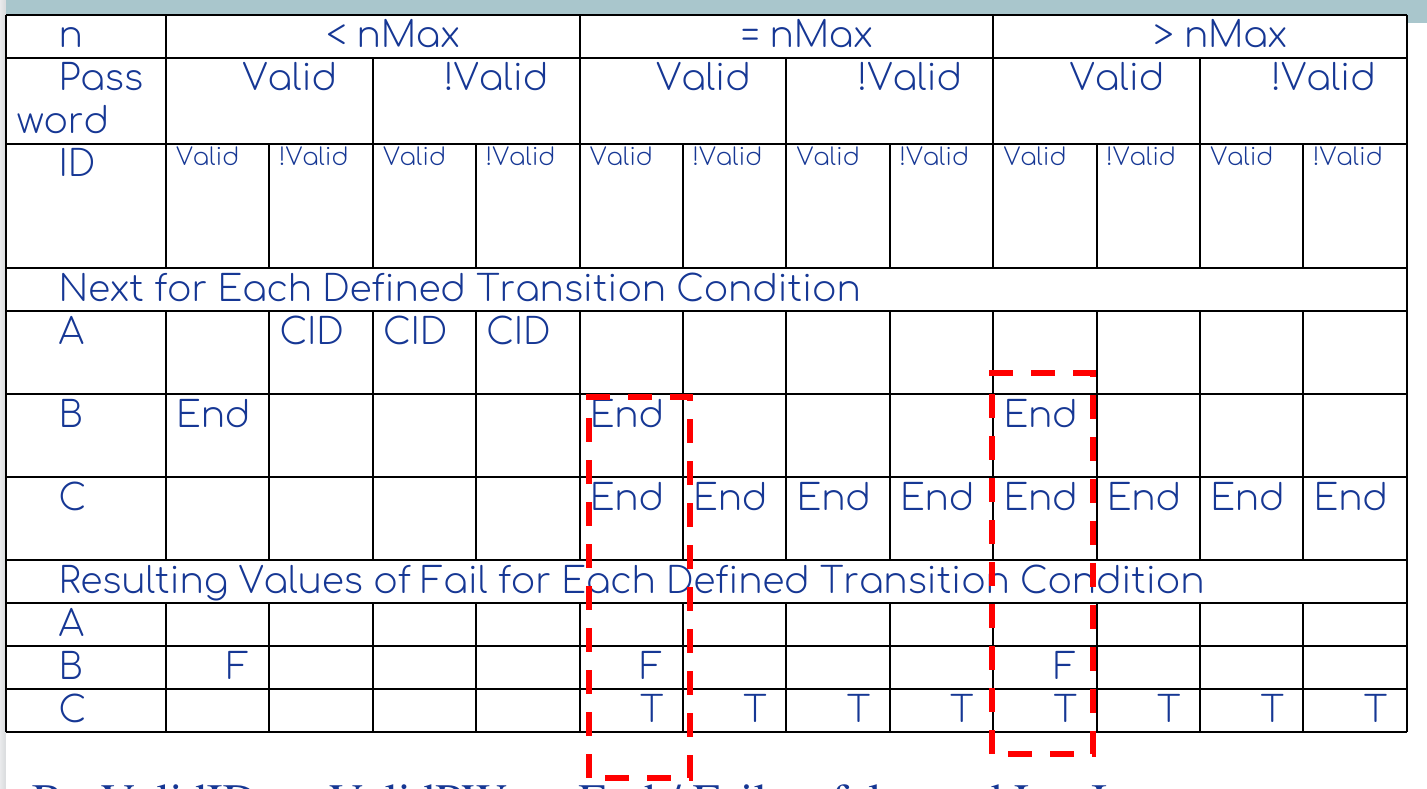 n < nMax = nMax > nMax
Pass Valid !Valid Valid !Valid Valid !Valid
word
ID Valid !Valid Valid !Valid Valid !Valid Valid !Valid Valid !Valid Valid !Valid
Next for Each Defined Transition Condition
A CID CID CID
B End End End
C End End End End End End End End
Resulting Values of Fail for Each Defined Transition Condition
A
B F F F
C T T T T T T T T